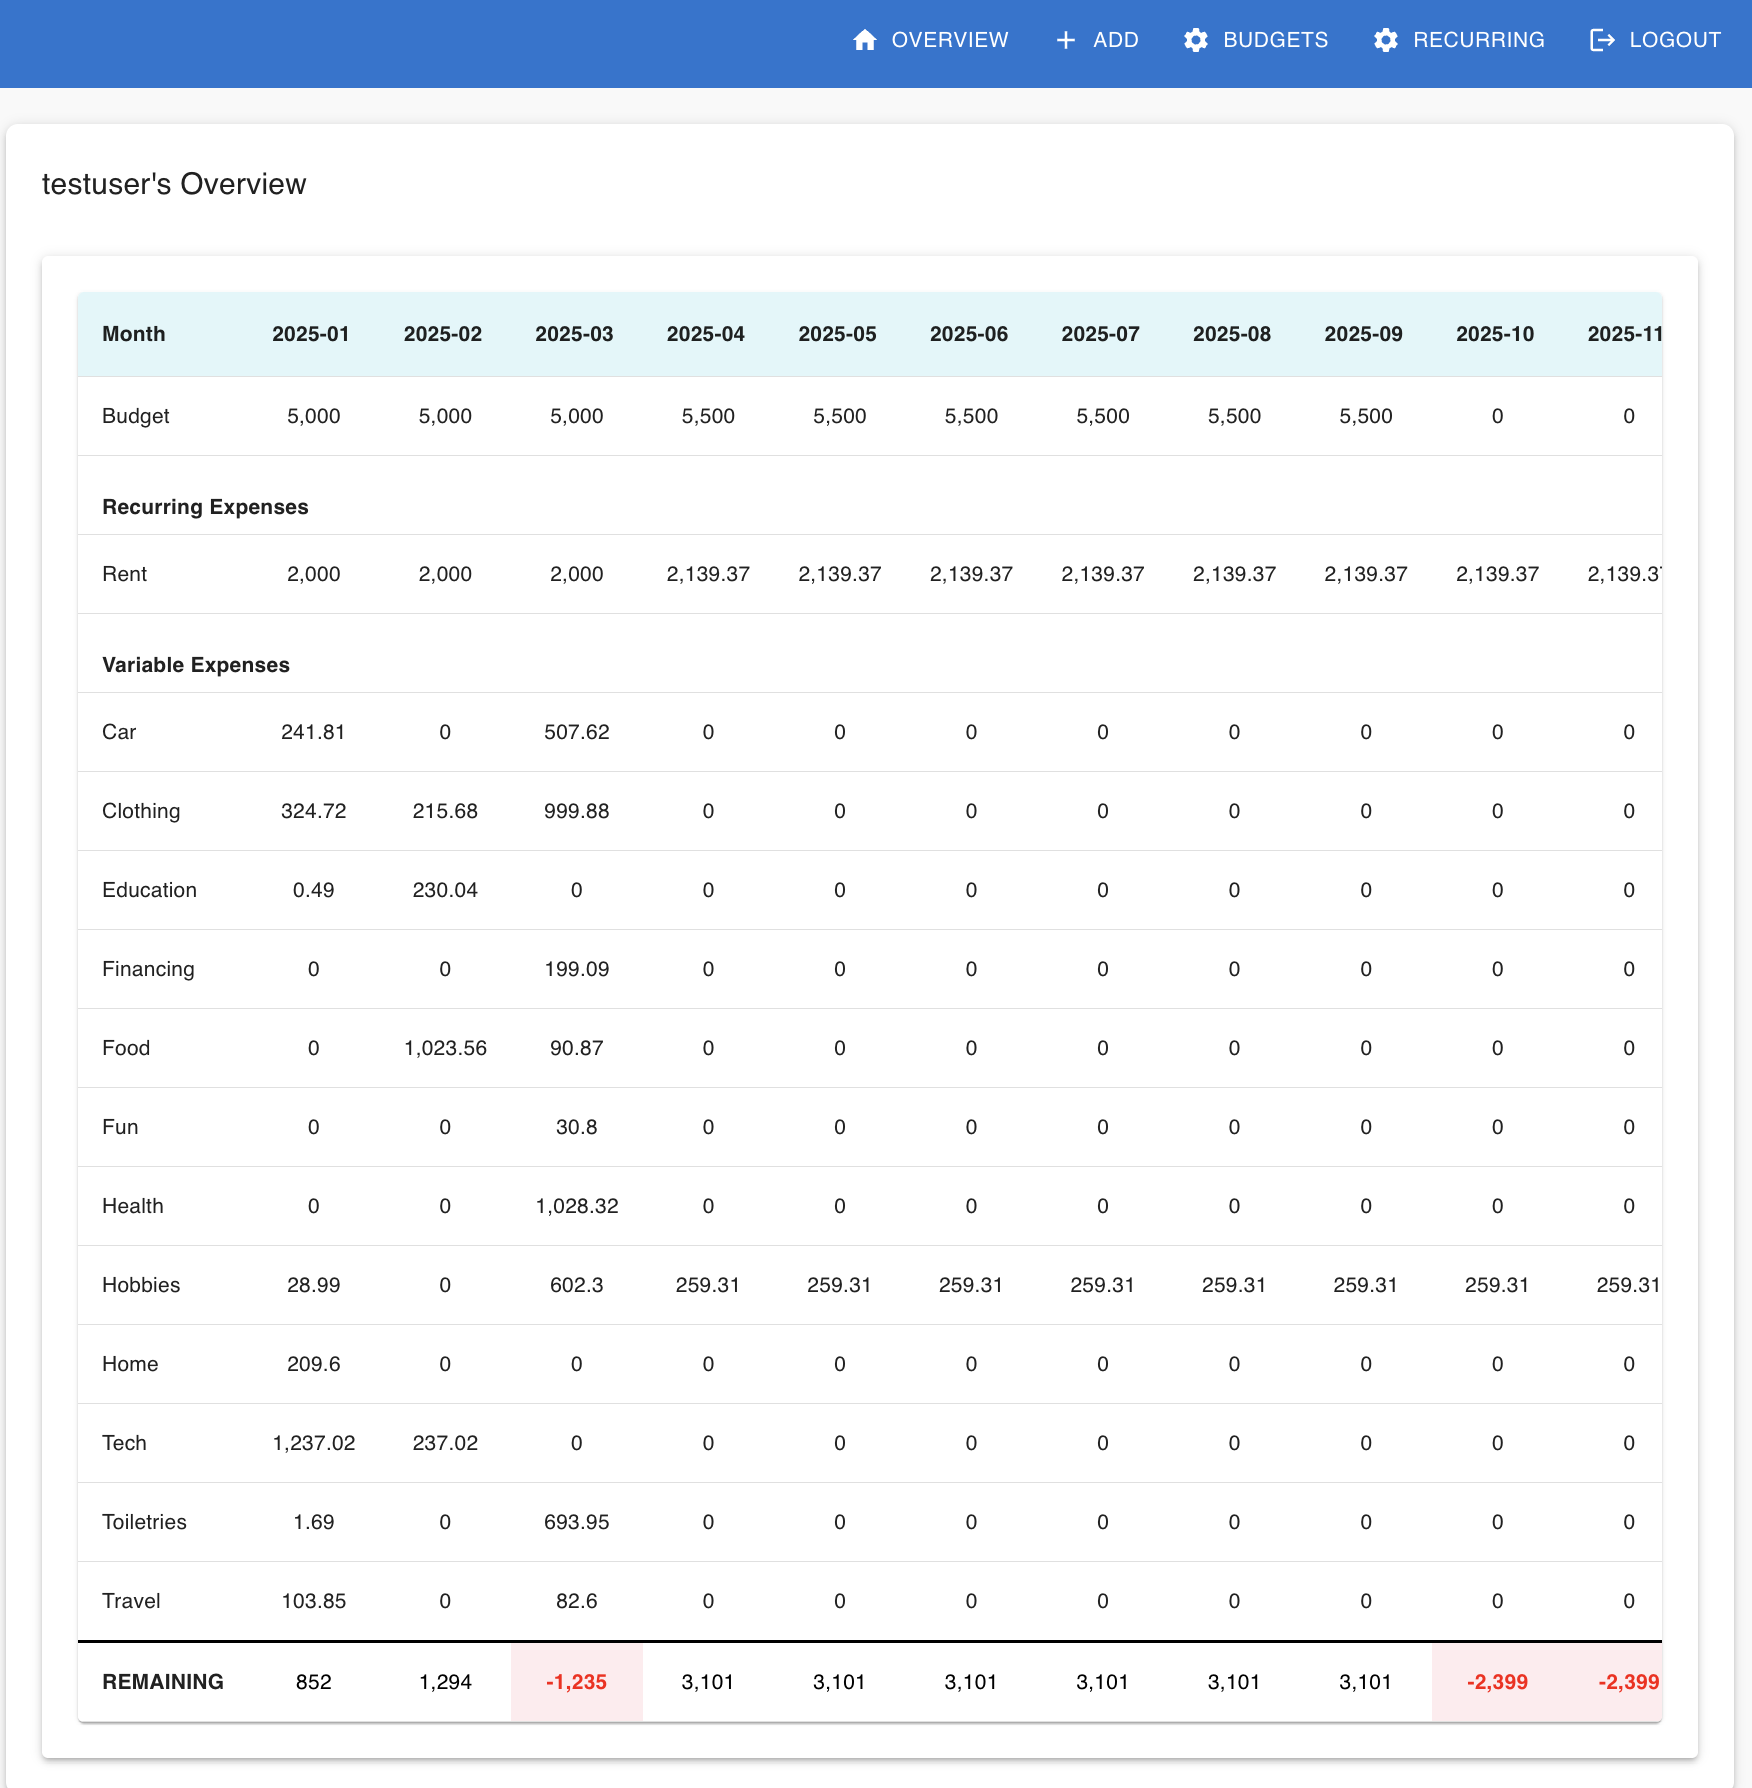 OVERVIEW ADD BUDGETS RECURRING LOGOUT
testuser's Overview
Month 2025-01 2025-02 2025-03 2025-04 2025-05 2025-06 2025-07 2025-08 2025-09 2025-10 2025-11
Budget 5,000 5,000 5,000 5,500 5,500 5,500 5,500 5,500 5,500 0 0
Recurring Expenses
Rent 2,000 2,000 2,000 2,139.37 2,139.37 2,139.37 2,139.37 2,139.37 2,139.37 2,139.37 2,139.37
Variable Expenses
Car 241.81 0 507.62 0 0 0 0 0 0 0 0
Clothing 324.72 215.68 999.88 0 0 0 0 0 0 0 0
Education 0.49 230.04 0 0 0 0 0 0 0 0 0
Financing 0 0 199.09 0 0 0 0 0 0 0 0
Food 0 1,023.56 90.87 0 0 0 0 0 0 0 0
Fun 0 0 30.8 0 0 0 0 0 0 0 0
Health 0 0 1,028.32 0 0 0 0 0 0 0 0
Hobbies 28.99 0 602.3 259.31 259.31 259.31 259.31 259.31 259.31 259.31 259.31
Home 209.6 0 0 0 0 0 0 0 0 0 0
Tech 1,237.02 237.02 0 0 0 0 0 0 0 0 0
Toiletries 1.69 0 693.95 0 0 0 0 0 0 0 0
Travel 103.85 0 82.6 0 0 0 0 0 0 0 0
REMAINING 852 1,294 -1,235 3,101 3,101 3,101 3,101 3,101 3,101 -2,399 -2,399